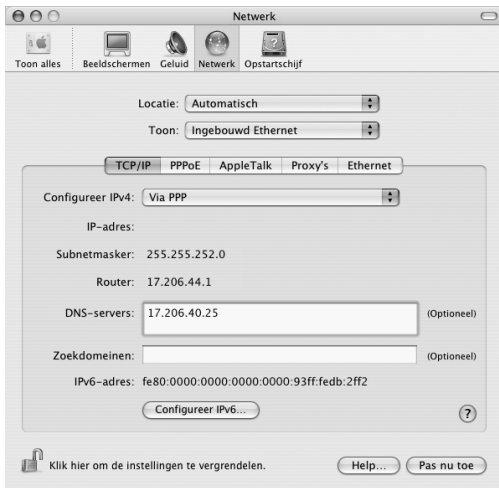 Netwerk
Toon alles Beeldschermen Geluid Netwerk Opstartschijf
Locatie: Automatisch
Toon: Ingebouwd Ethernet
TCP/IP PPPoE AppleTalk Proxy's Ethernet
Configureer IPv4: Via PPP
IP-adres:
Subnetmasker: 255.255.252.0
Router: 17.206.44.1
DNS-servers: 17.206.40.25 (Optioneel)
Zoekdomeinen: (Optioneel)
IPv6-adres: fe80:0000:0000:0000:0000:93ff:fedb:2ff2
Configureer IPv6... ?
Klik hier om de instellingen te vergrendelen. Help... Pas nu toe